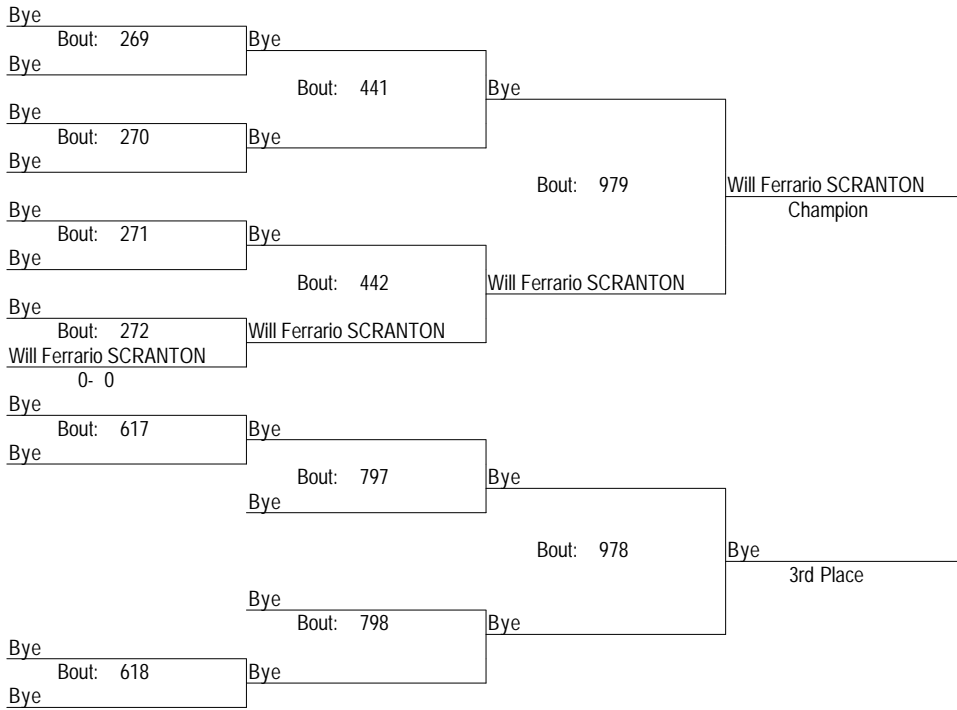 Bye
Bout: 269 Bye
Bye
Bout: 441 Bye
Bye
Bout: 270 Bye
Bye
Bout: 979 Will Ferrario SCRANTON
Champion
Bye
Bout: 271 Bye
Bye
Bout: 442 Will Ferrario SCRANTON
Bye
Bout: 272 Will Ferrario SCRANTON
Will Ferrario SCRANTON
0- 0
Bye
Bout: 617 Bye
Bye
Bout: 797 Bye
Bye
Bout: 978 Bye
3rd Place
Bye
Bout: 798 Bye
Bye
Bout: 618 Bye
Bye